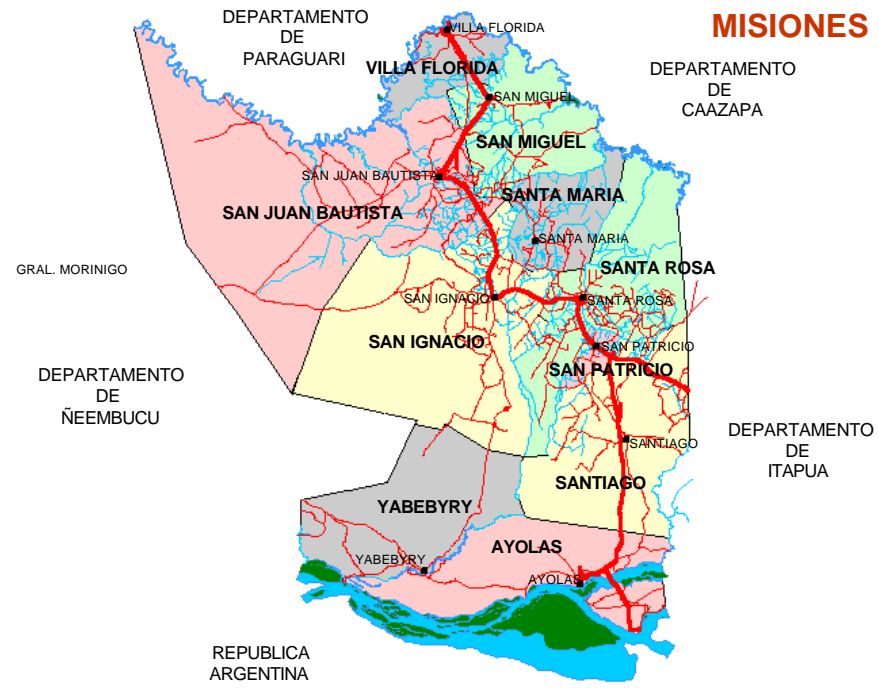 DEPARTAMENTO
DE
PARAGUARI
MISIONES
VILLA FLORIDA
VILLA FLORIDA
DEPARTAMENTO
DE
CAAZAPA
SAN MIGUEL
SAN MIGUEL
SAN JUAN BAUTISTA
SANTA MARIA
SAN JUAN BAUTISTA
SANTA MARIA
GRAL. MORINIGO
SANTA ROSA
SAN IGNACIO
SANTA ROSA
SAN IGNACIO
SAN PATRICIO
SAN PATRICIO
DEPARTAMENTO
DE
ÑEEMBUCU
DEPARTAMENTO
DE
ITAPUA
SANTIAGO
SANTIAGO
YABEBYRY
AYOLAS
YABEBYRY
AYOLAS
REPUBLICA
ARGENTINA